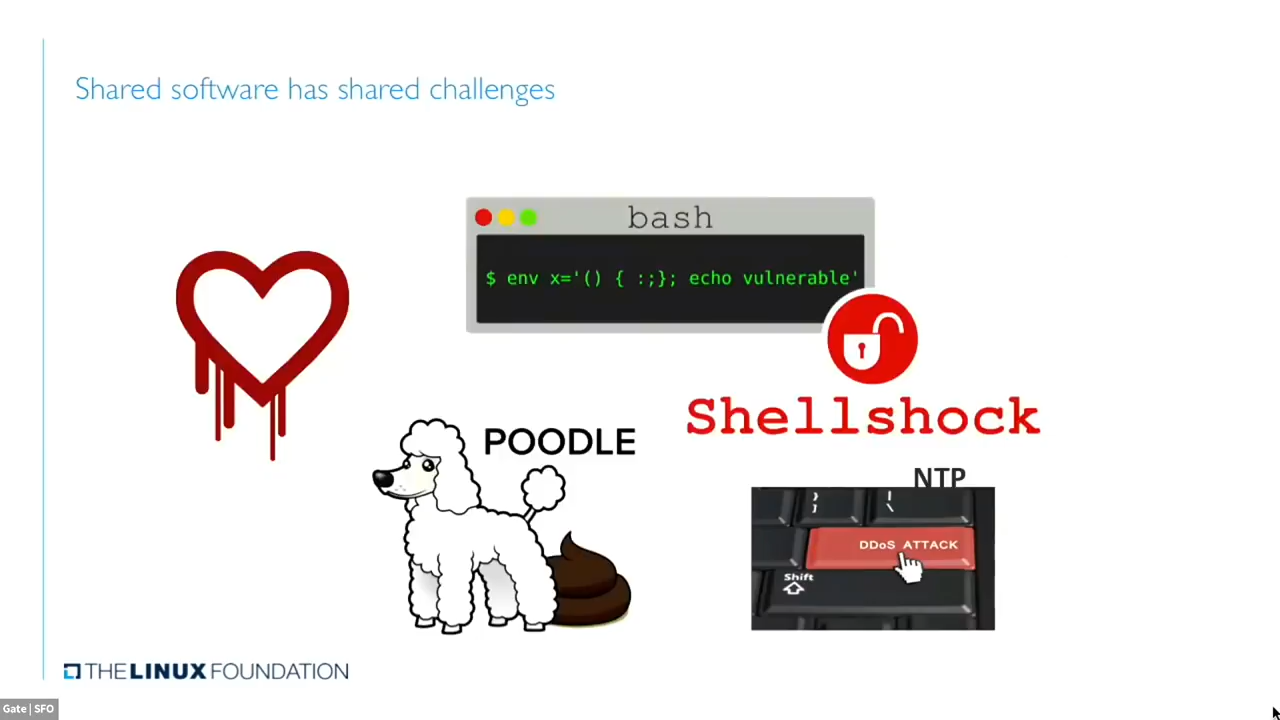 Shared software has shared challenges
bash
$ env x='() { :;}; echo vulnerable'
Shellshock
POODLE
NTP
}
]
|
\
DDoS ATTACK
Shift
THE LINUX FOUNDATION
Gate | SFO